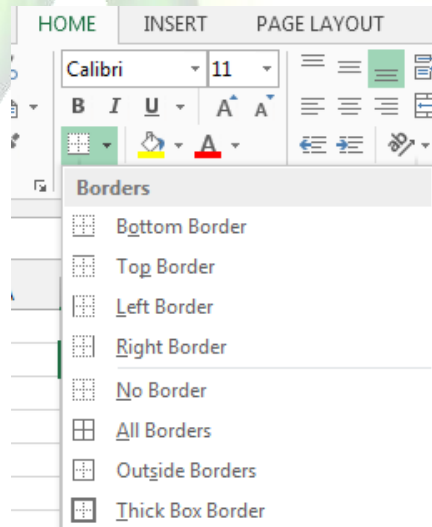 HOME INSERT PAGE LAYOUT
Calibri 11
B I U A A
A
Borders
Bottom Border
Top Border
Left Border
Right Border
No Border
All Borders
Outside Borders
Thick Box Border